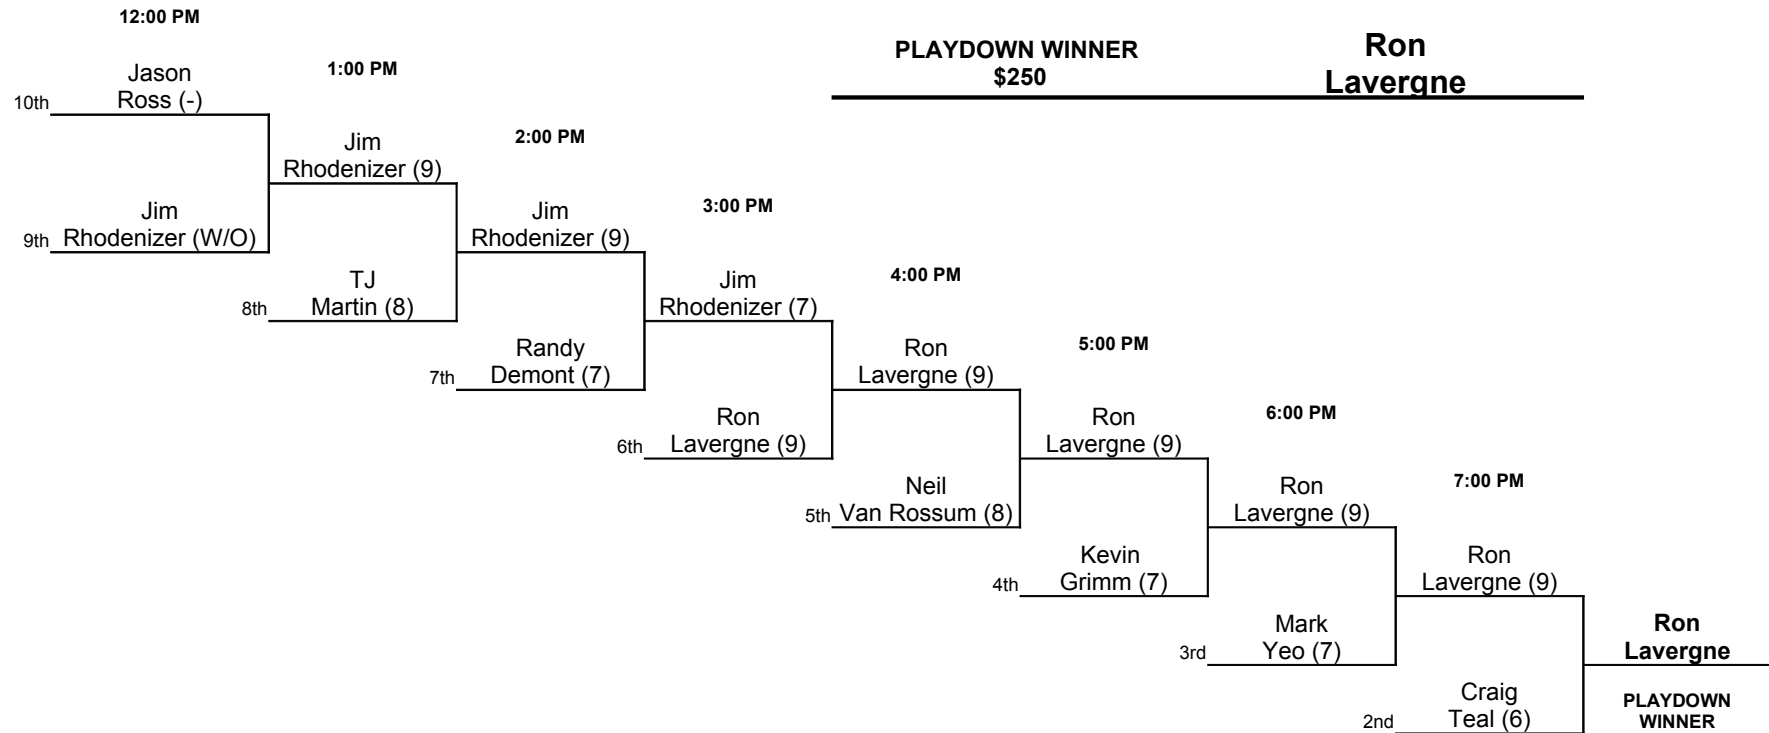 12:00 PM
PLAYDOWN WINNER
$250
Ron
Lavergne
1:00 PM
10th
Jason
Ross (-)
2:00 PM
Jim
Rhodenizer (9)
9th
Jim
Rhodenizer (W/O)
3:00 PM
Jim
Rhodenizer (9)
8th
TJ
Martin (8)
4:00 PM
Jim
Rhodenizer (7)
7th
Randy
Demont (7)
5:00 PM
Ron
Lavergne (9)
6th
Ron
Lavergne (9)
6:00 PM
Ron
Lavergne (9)
5th
Neil
Van Rossum (8)
7:00 PM
Ron
Lavergne (9)
4th
Kevin
Grimm (7)
Ron
Lavergne (9)
3rd
Mark
Yeo (7)
Ron
Lavergne
2nd
Craig
Teal (6)
PLAYDOWN
WINNER